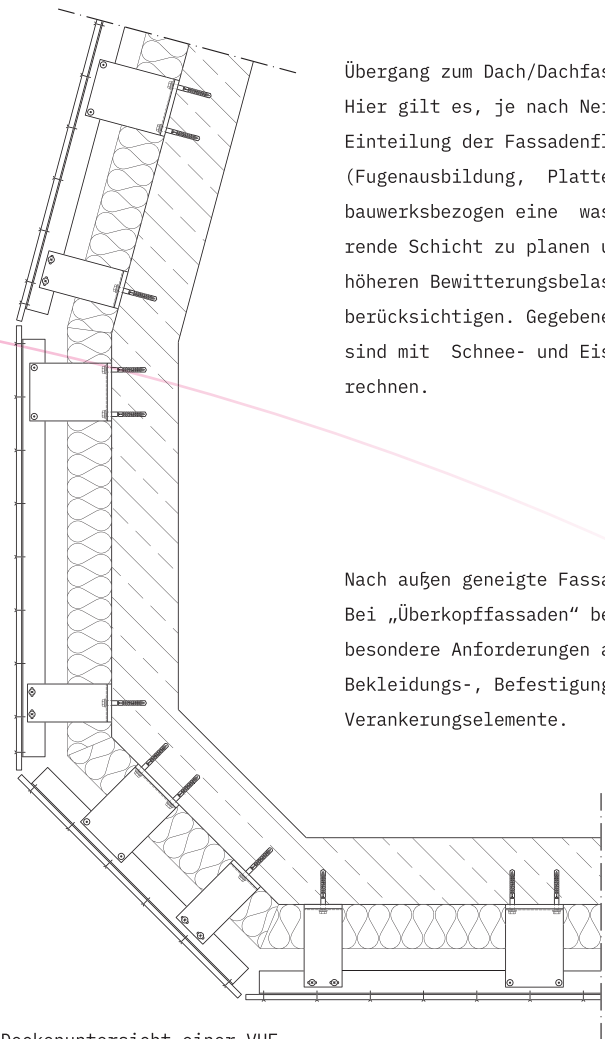 Übergang zum Dach/Dachfas
Hier gilt es, je nach Nei
Einteilung der Fassadenfl
(Fugenausbildung, Platte
bauwerksbezogen eine was
rende Schicht zu planen u
höheren Bewitterungsbelas
berücksichtigen. Gegebene
sind mit Schnee- und Eis
rechnen.
Nach außen geneigte Fassa
Bei „Überkopffassaden“ be
besondere Anforderungen a
Bekleidungs-, Befestigung
Verankerungselemente.
Deckenuntersicht einer VHF